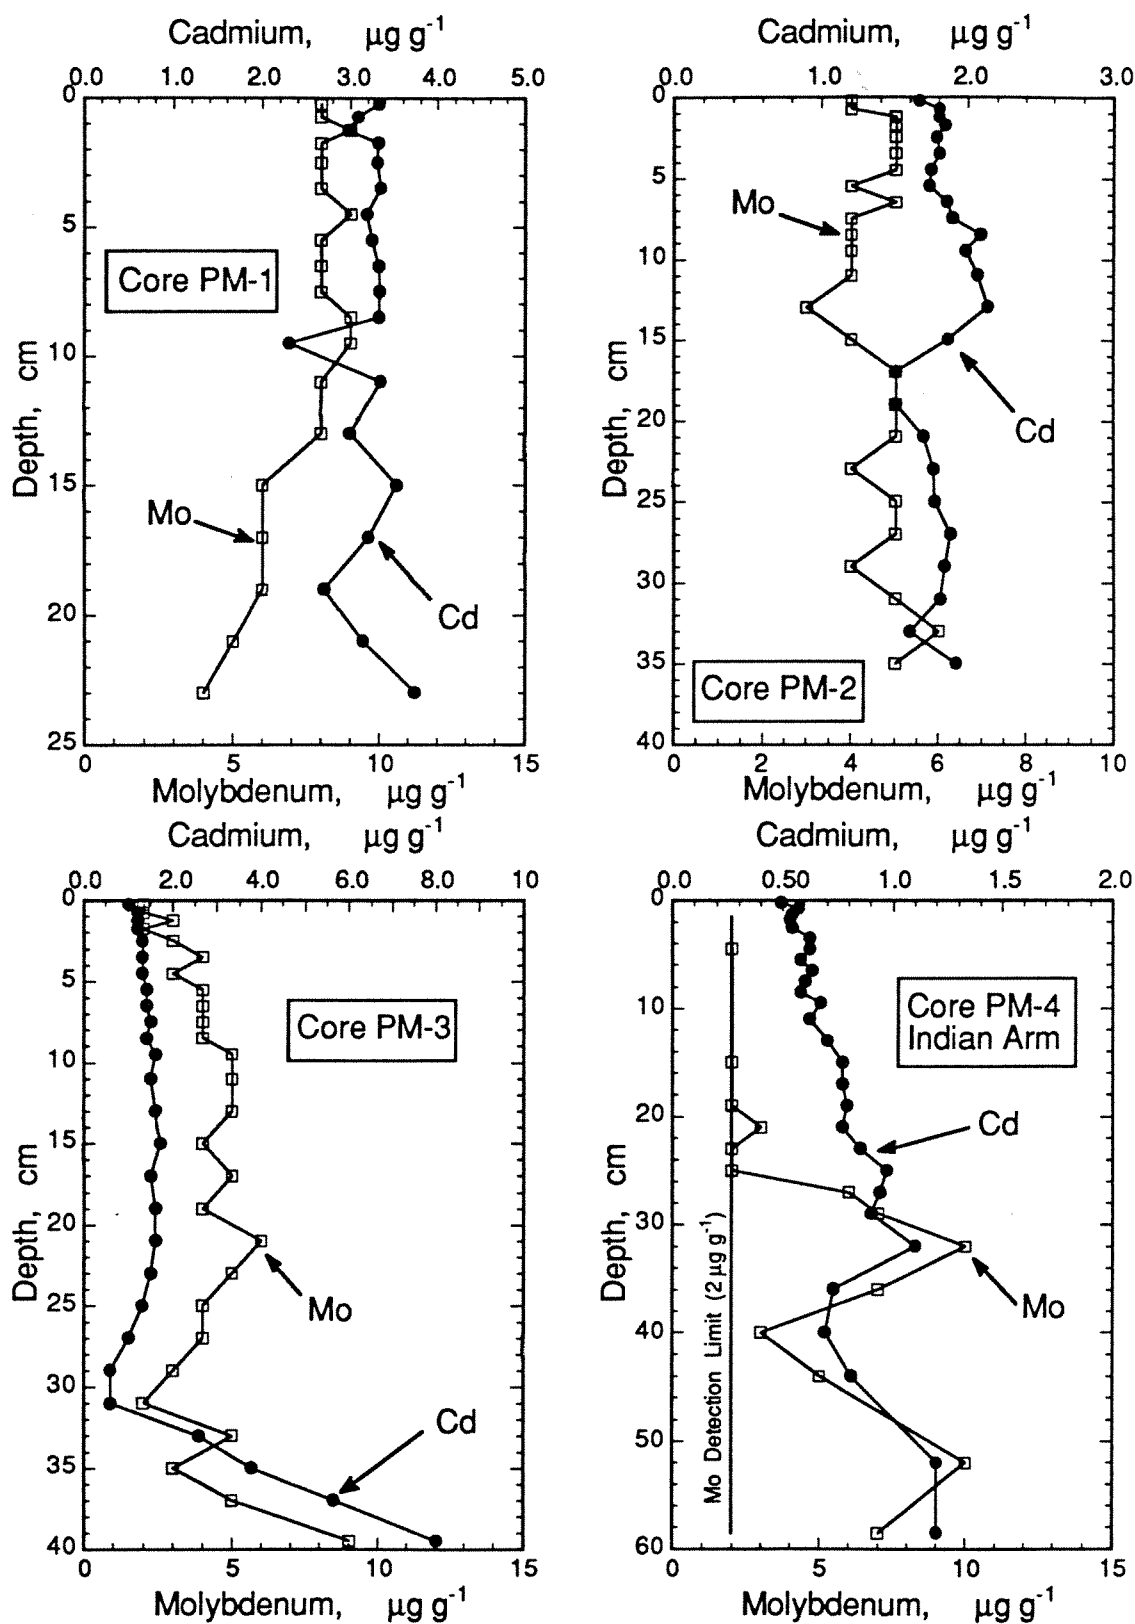 Cadmium, µg g⁻¹
0.0 1.0 2.0 3.0 4.0 5.0
0
5
10
15
20
25
Depth, cm
Core PM-1
Mo
Cd
0 5 10 15
Molybdenum, µg g⁻¹
Cadmium, µg g⁻¹
1.0 2.0 3.0
0
5
10
15
20
25
30
35
40
Depth, cm
Mo
Cd
Core PM-2
2 4 6 8 10
Molybdenum, µg g⁻¹
Cadmium, µg g⁻¹
0.0 2.0 4.0 6.0 8.0 10
0
5
10
15
20
25
30
35
40
Depth, cm
Core PM-3
Mo
Cd
0 5 10 15
Molybdenum, µg g⁻¹
Cadmium, µg g⁻¹
0.0 0.50 1.0 1.5 2.0
0
10
20
30
40
50
60
Depth, cm
Core PM-4
Indian Arm
Cd
Mo
Mo Detection Limit (2 µg g⁻¹)
0 5 10 15
Molybdenum, µg g⁻¹